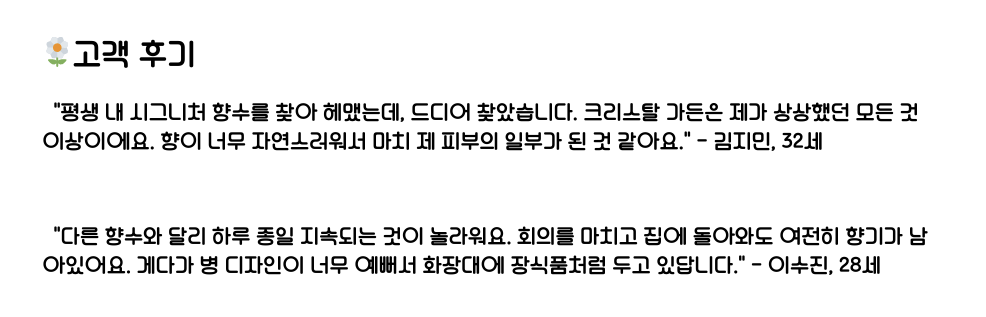 🌼고객 후기
"평생 내 시그니처 향수를 찾아 헤맸는데, 드디어 찾았습니다. 크리스탈 가든은 제가 상상했던 모든 것
이상이에요. 향이 너무 자연스러워서 마치 제 피부의 일부가 된 것 같아요." - 김지민, 32세
"다른 향수와 달리 하루 종일 지속되는 것이 놀라워요. 회의를 마치고 집에 돌아와도 여전히 향기가 남
아있어요. 게다가 병 디자인이 너무 예뻐서 화장대에 장식품처럼 두고 있답니다." - 이수진, 28세